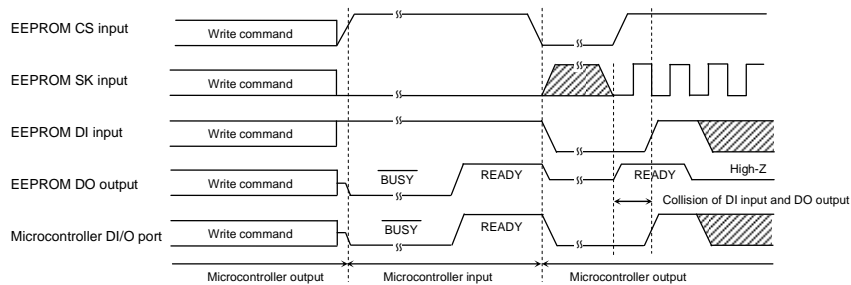 EEPROM CS input
Write command
EEPROM SK input
Write command
EEPROM DI input
Write command
EEPROM DO output
Write command
BUSY
READY
READY
High-Z
Collision of DI input and DO output
Microcontroller DI/O port
Write command
BUSY
READY
Microcontroller output
Microcontroller input
Microcontroller output